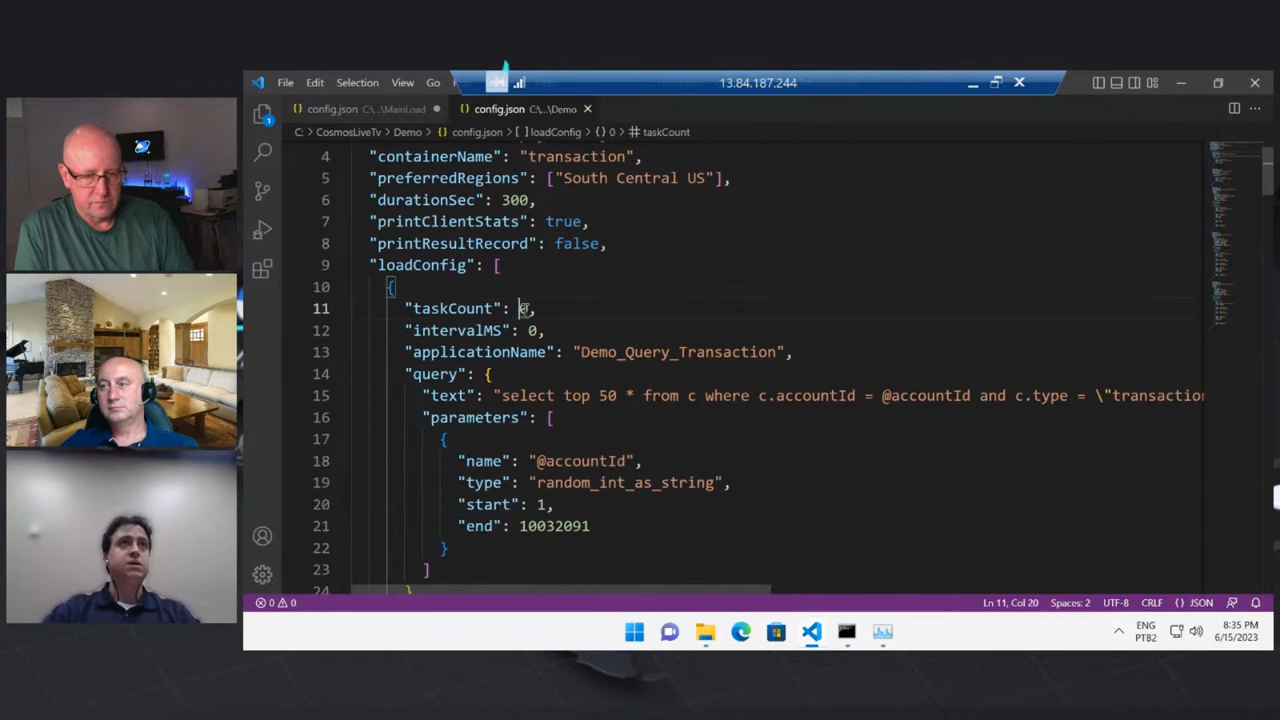 File Edit Selection View Go
13.84.187.244
config.json C:\...\MainLoad
config.json C:\...\Demo
C: > CosmosLiveTv > Demo > config.json > [ ] loadConfig > {} 0 > # taskCount
4 "containerName": "transaction",
5 "preferredRegions": ["South Central US"],
6 "durationSec": 300,
7 "printClientStats": true,
8 "printResultRecord": false,
9 "loadConfig": [
10 {
11 "taskCount": 0,
12 "intervalMS": 0,
13 "applicationName": "Demo_Query_Transaction",
14 "query": {
15 "text": "select top 50 * from c where c.accountId = @accountId and c.type = \"transaction
16 "parameters": [
17 {
18 "name": "@accountId",
19 "type": "random_int_as_string",
20 "start": 1,
21 "end": 10032091
22 }
23 ]
24 }
0 0 Ln 11, Col 20 Spaces: 2 UTF-8 CRLF {} JSON
ENG
PTB2
8:35 PM
6/15/2023